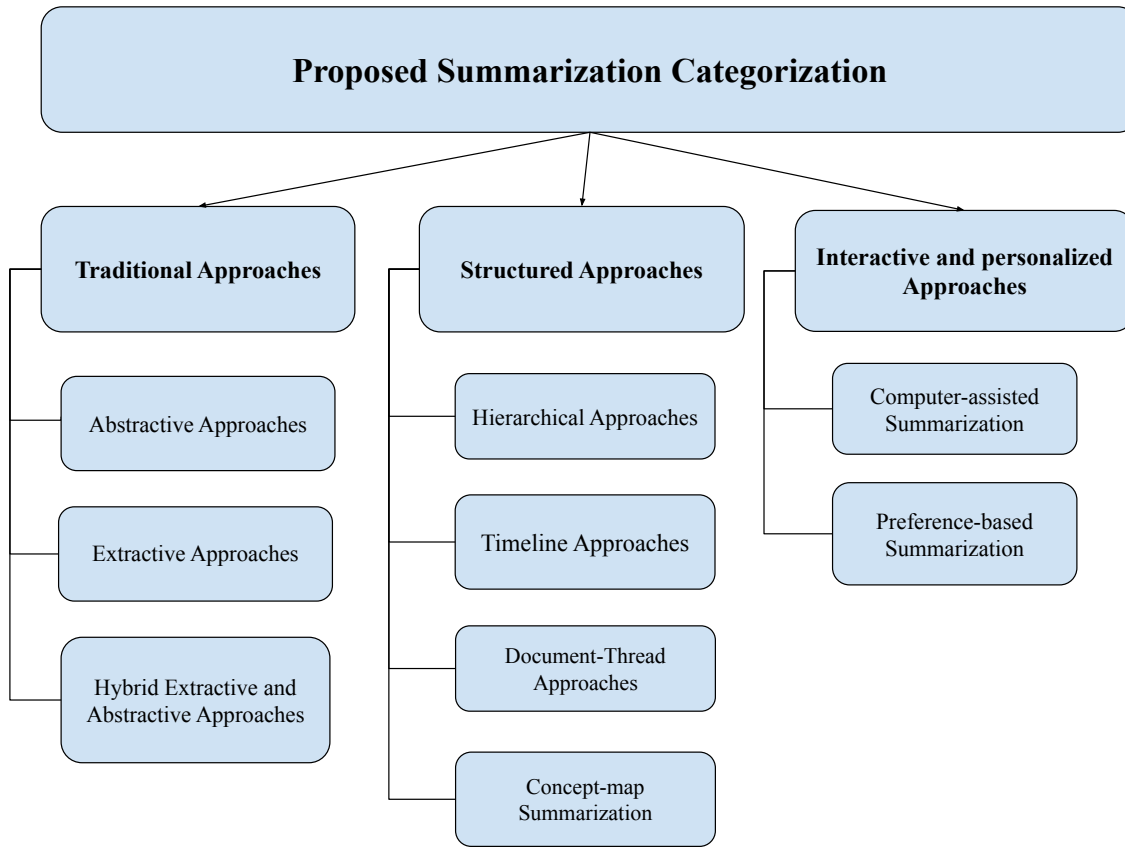 Proposed Summarization Categorization
Traditional Approaches
Abstractive Approaches
Extractive Approaches
Hybrid Extractive and
Abstractive Approaches
Structured Approaches
Hierarchical Approaches
Timeline Approaches
Document-Thread
Approaches
Concept-map
Summarization
Interactive and personalized
Approaches
Computer-assisted
Summarization
Preference-based
Summarization